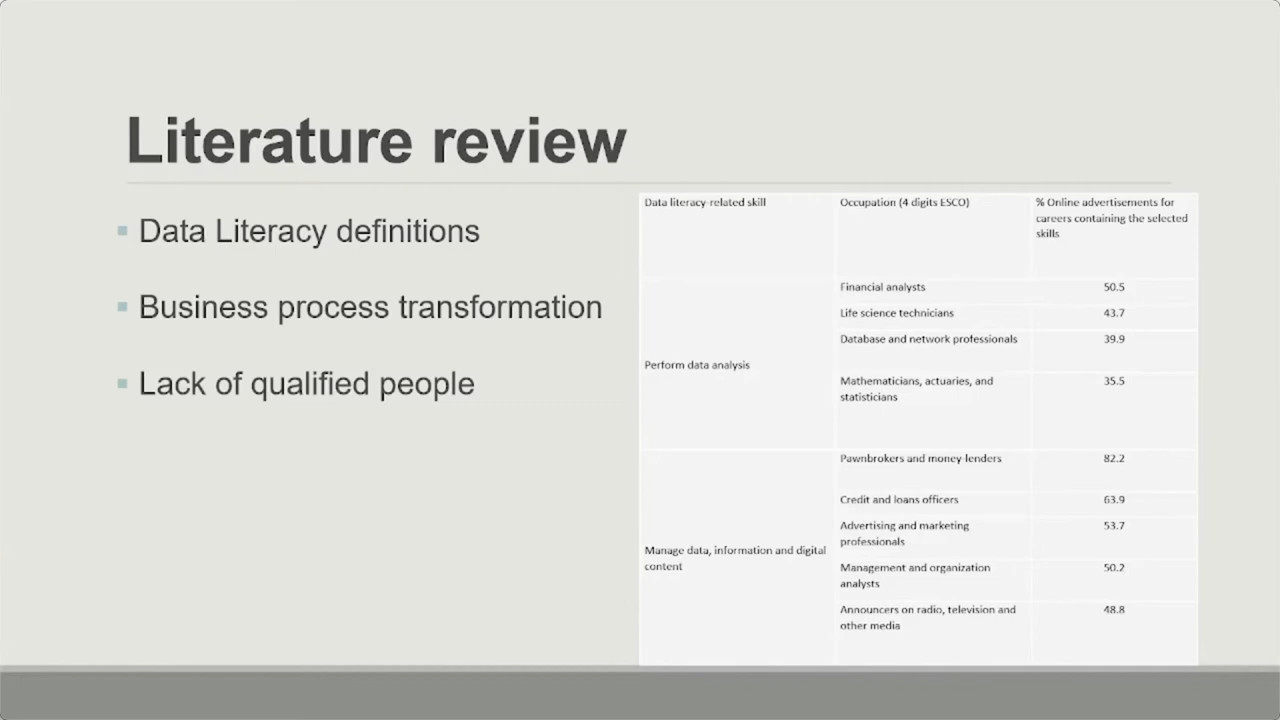 Literature review
Data Literacy definitions
Business process transformation
Lack of qualified people
Data literacy-related skill
Occupation (4 digits ESCO)
% Online advertisements for
careers containing the selected
skills
Perform data analysis
Financial analysts
50.5
Life science technicians
43.7
Database and network professionals
39.9
Mathematicians, actuaries, and
statisticians
35.5
Manage data, information and digital
content
Pawnbrokers and money-lenders
82.2
Credit and loans officers
63.9
Advertising and marketing
professionals
53.7
Management and organization
analysts
50.2
Announcers on radio, television and
other media
48.8